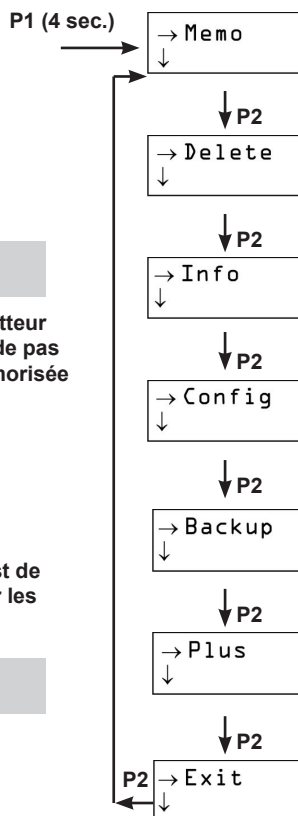 P1 (4 sec.)
→ Memo
↓
P2
→ Delete
↓
P2
→ Info
↓
tteur
de pas
norisée
P2
→ Config
↓
P2
→ Backup
↓
st de
r les
P2
→ Plus
↓
P2
P2
→ Exit
↓